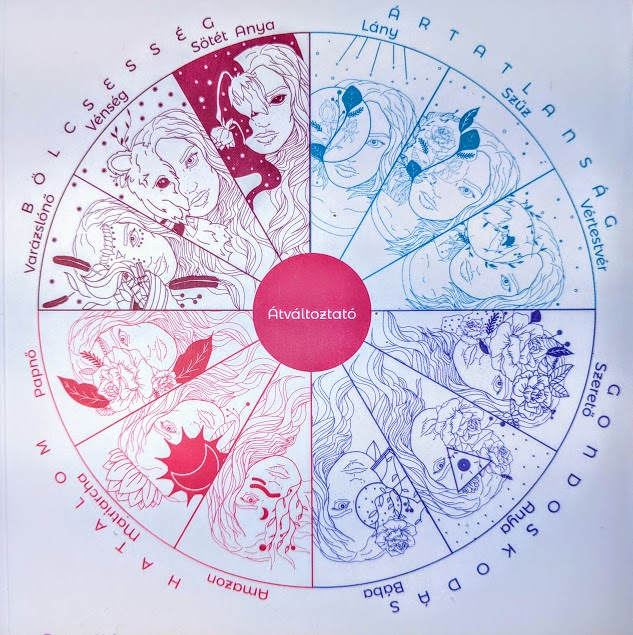 ÁRTATLANSÁG
Lány
Szűz
Vértestvér
GONDOSKODÁS
Szerető
Anya
Bába
HATALOM
Amazon
Matriarcha
Papnő
BÖLCSESSÉG
Varázslónő
Vénség
Sötét Anya
Átváltoztató